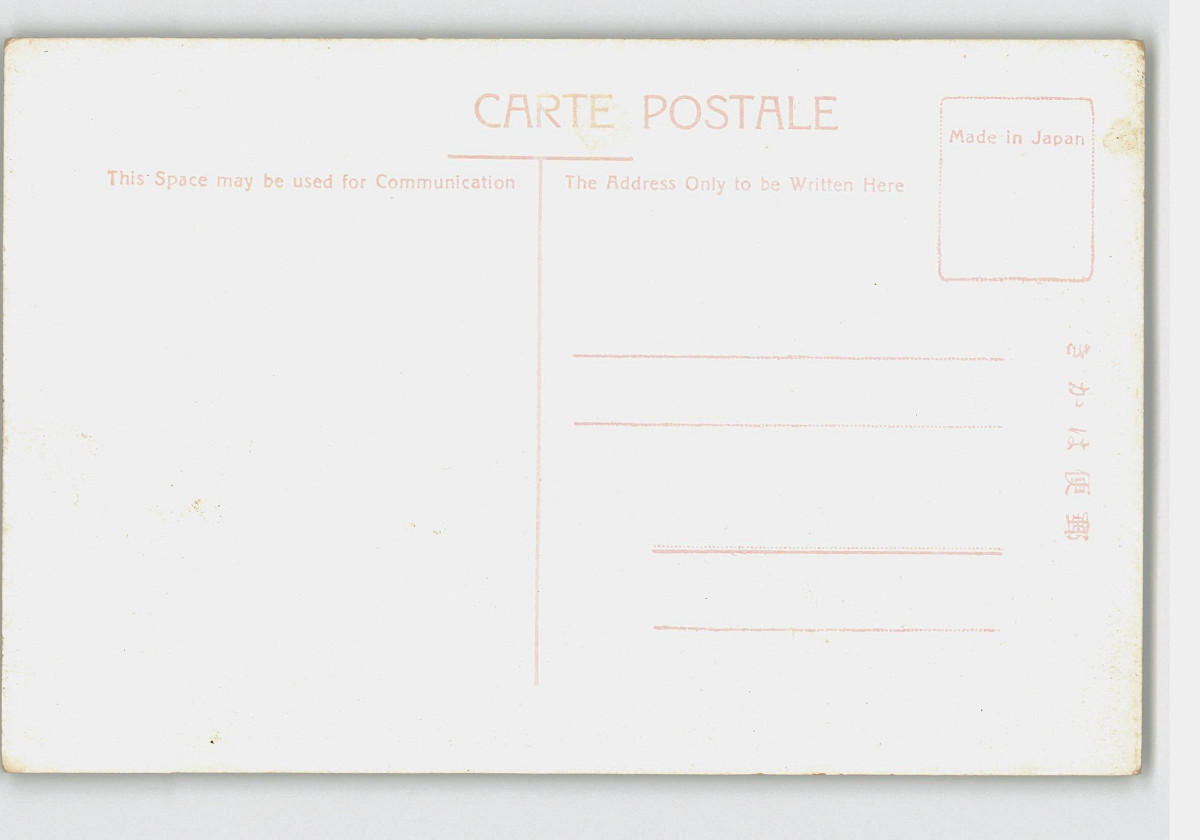 CARTE POSTALE
Made in Japan
This Space may be used for Communication
The Address Only to be Written Here
郵便はかき